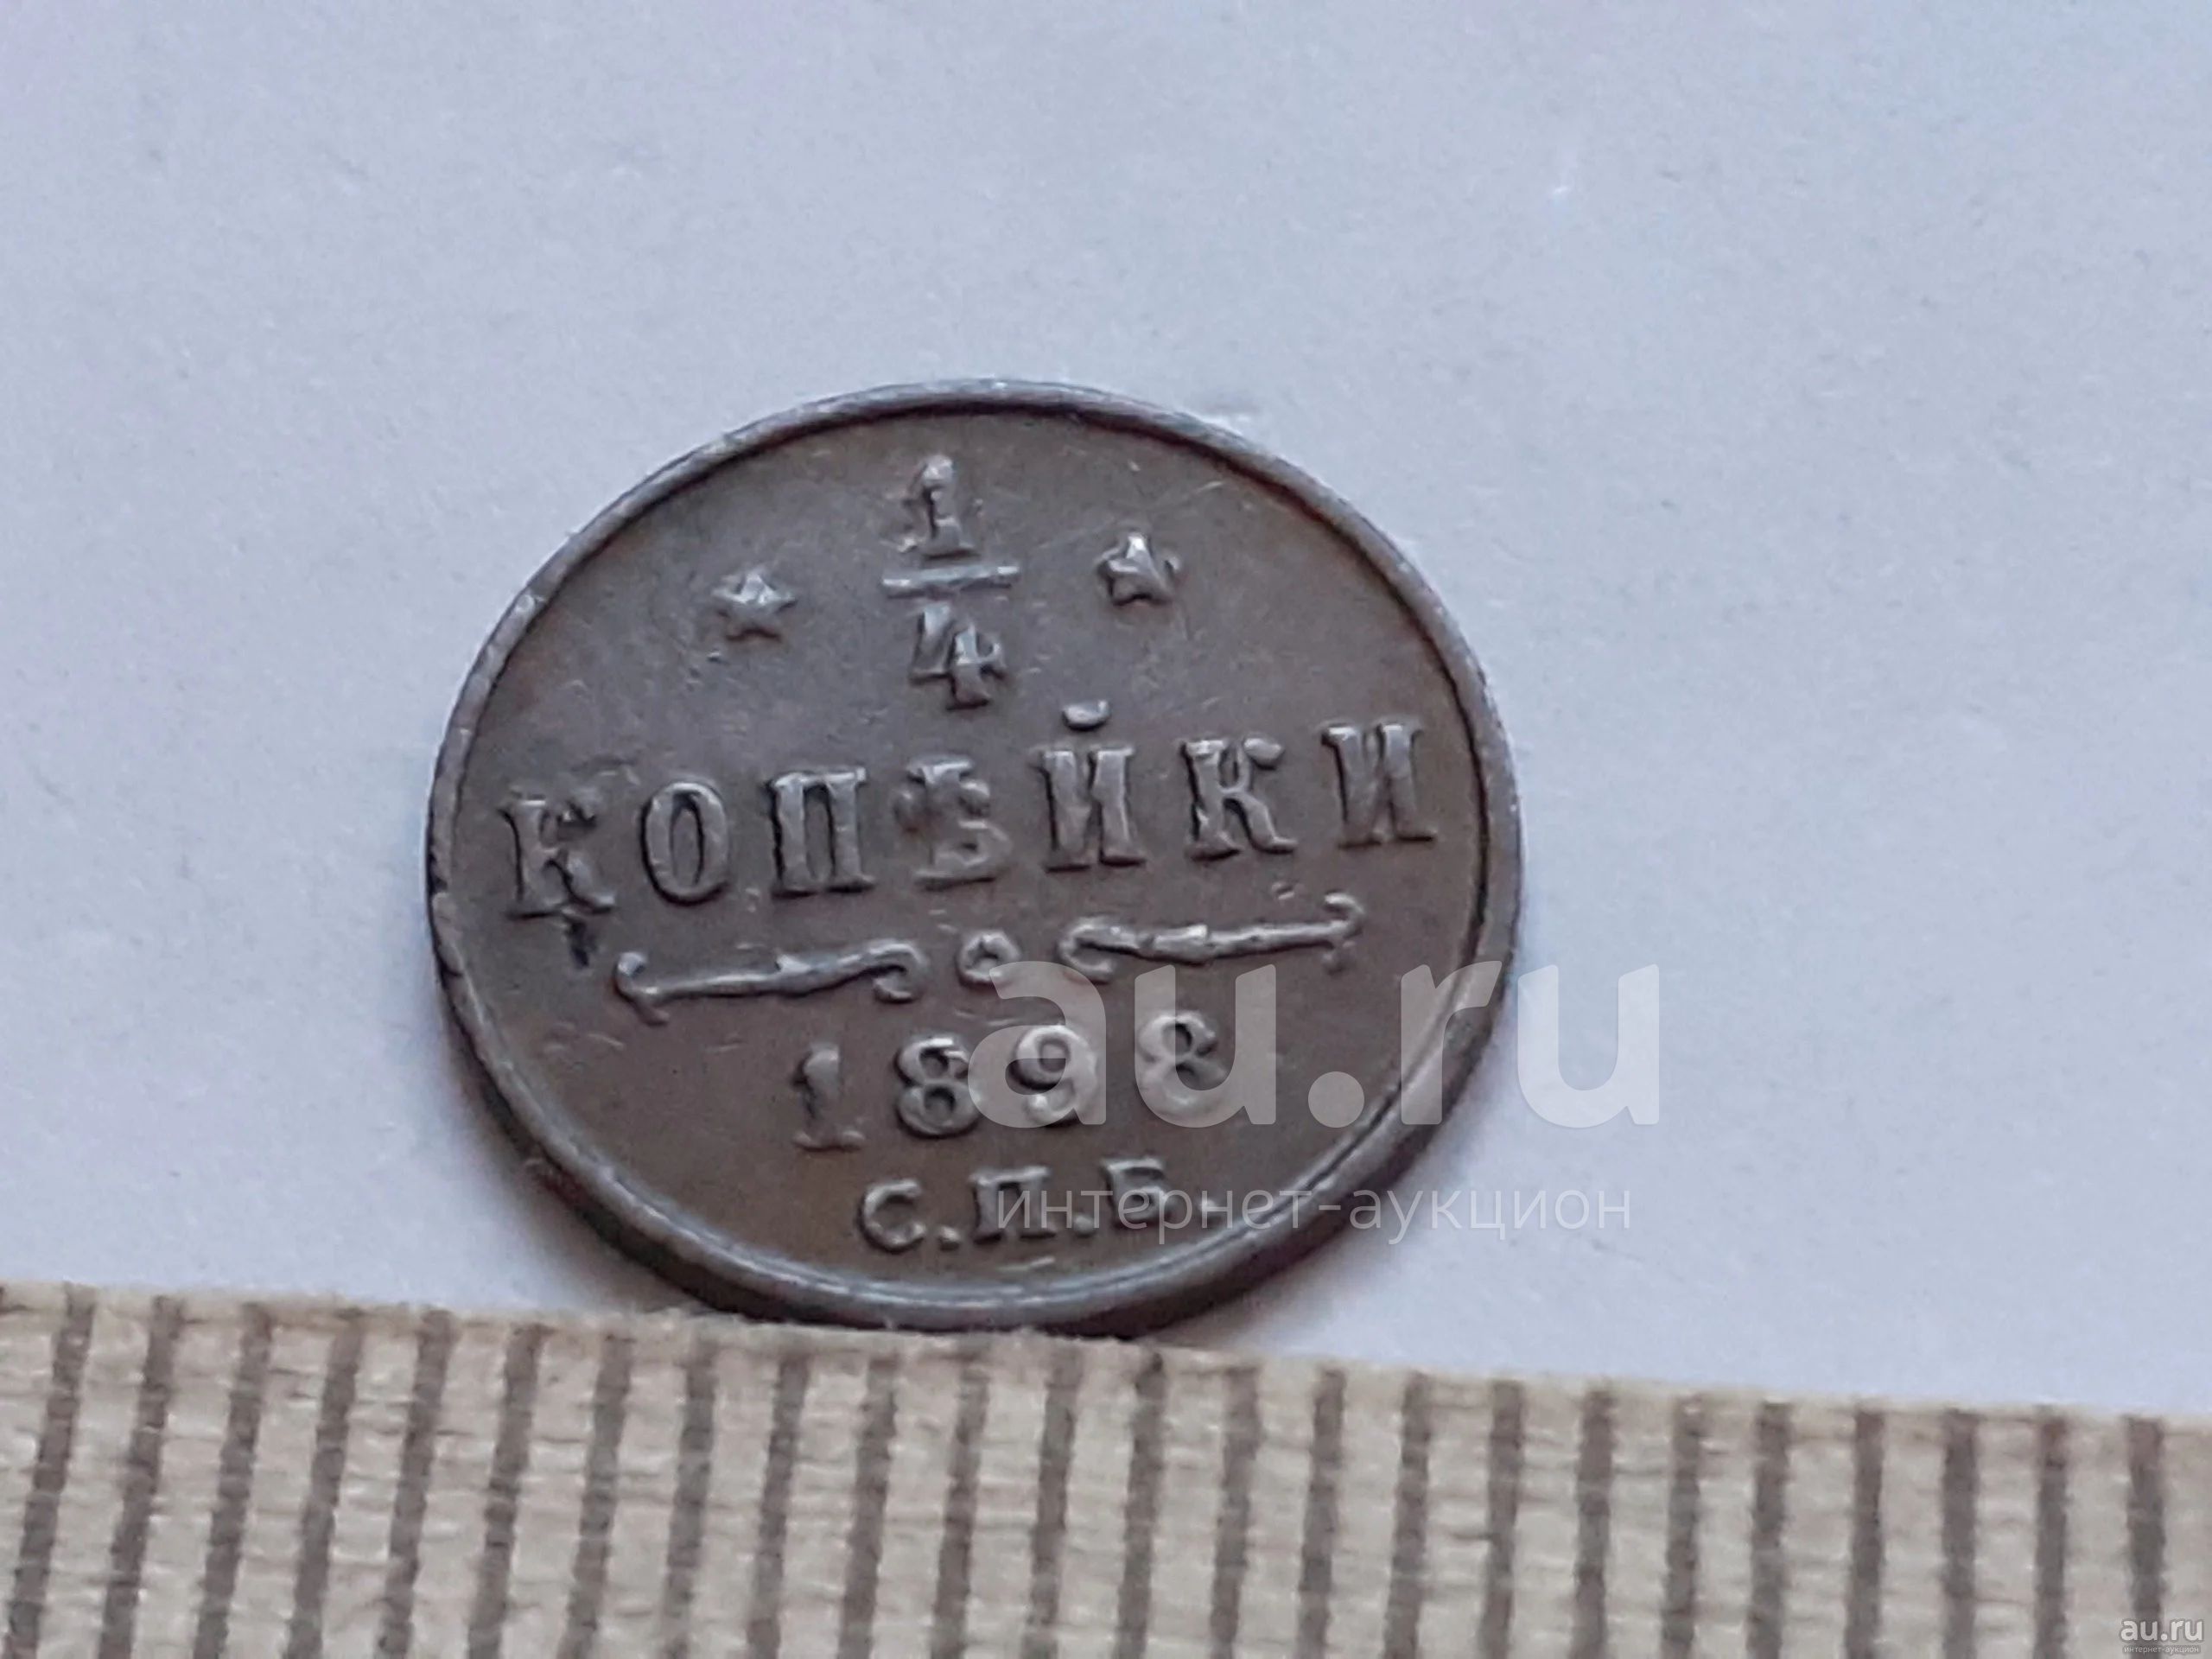 1
4
КОПѢЙКИ
1898
С.П.Б.
au.ru
интернет-аукцион
au.ru
интернет-аукцион